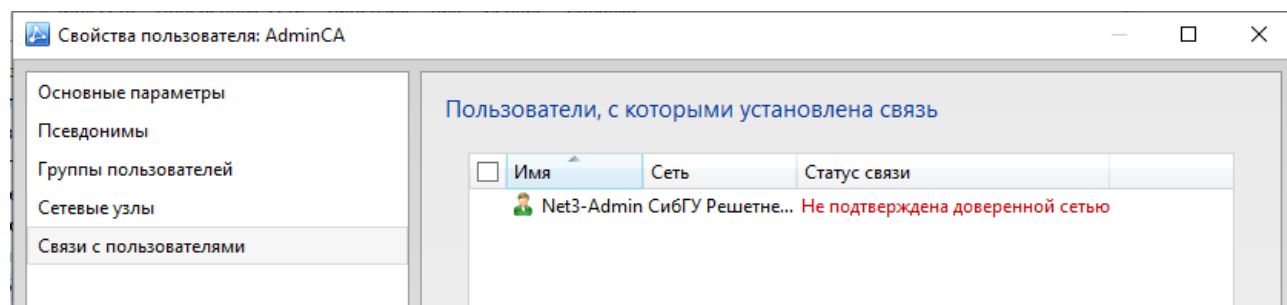 Свойства пользователя: AdminCA
Основные параметры
Псевдонимы
Группы пользователей
Сетевые узлы
Связи с пользователями
Пользователи, с которыми установлена связь
Имя Сеть Статус связи
Net3-Admin СибГУ Решетне... Не подтверждена доверенной сетью